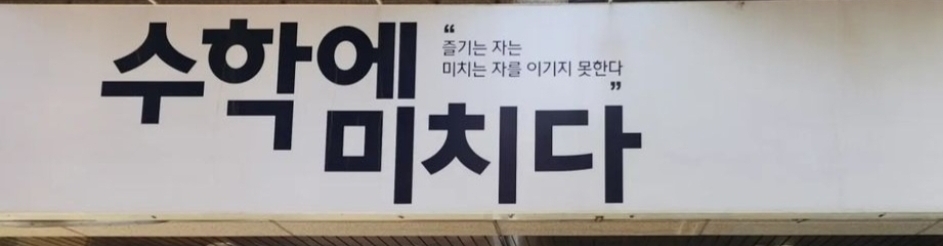 수학에
미치다
“
즐기는 자는
미치는 자를 이기지 못한다
”